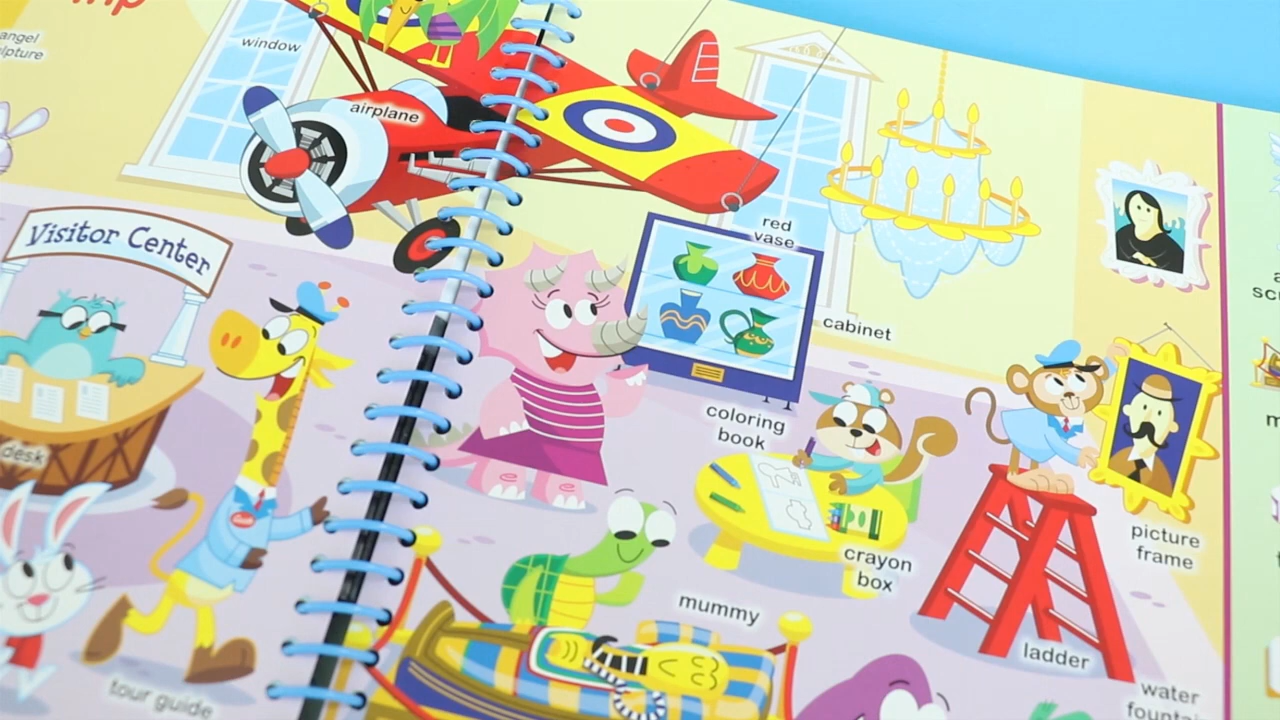 angel
window
airplane
Visitor Center
desk
tour guide
red
vase
cabinet
coloring
book
crayon
box
mummy
picture
frame
ladder
water